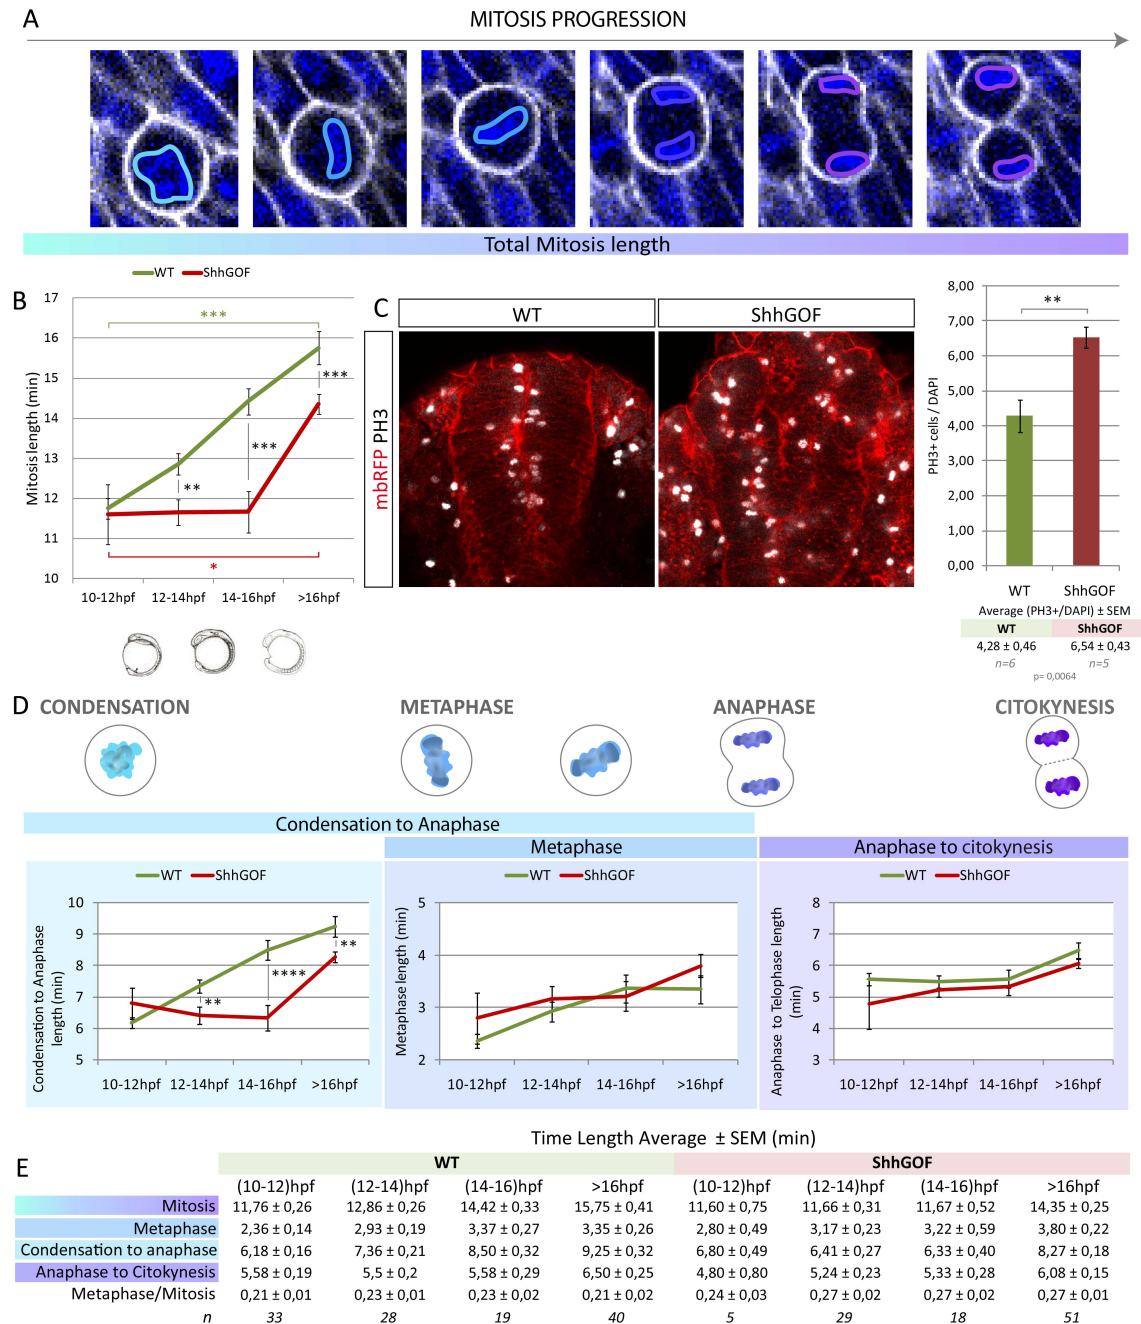 A
MITOSIS PROGRESSION
Total Mitosis length
WT ShhGOF
B
Mitosis length (min)
17
16
15
14
13
12
11
10
***
***
***
**
*
10-12hpf 12-14hpf 14-16hpf >16hpf
C
WT ShhGOF
mbRFP PH3
PH3+ cells / DAPI
8,00
7,00
6,00
5,00
4,00
3,00
2,00
1,00
0,00
**
WT ShhGOF
Average (PH3+/DAPI) ± SEM
WT ShhGOF
4,28 ± 0,46 6,54 ± 0,43
n=6 n=5
p= 0,0064
D
CONDENSATION METAPHASE ANAPHASE CITOKYNESIS
Condensation to Anaphase
Metaphase Anaphase to citokynesis
WT ShhGOF
Condensation to Anaphase
length (min)
10
9
8
7
6
5
**
****
**
10-12hpf 12-14hpf 14-16hpf >16hpf
WT ShhGOF
Metaphase length (min)
5
4
3
2
10-12hpf 12-14hpf 14-16hpf >16hpf
WT ShhGOF
Anaphase to Telophase length
(min)
8
7
6
5
4
3
10-12hpf 12-14hpf 14-16hpf >16hpf
E
Time Length Average ± SEM (min)
WT ShhGOF
(10-12)hpf (12-14)hpf (14-16)hpf >16hpf (10-12)hpf (12-14)hpf (14-16)hpf >16hpf
Mitosis 11,76 ± 0,26 12,86 ± 0,26 14,42 ± 0,33 15,75 ± 0,41 11,60 ± 0,75 11,66 ± 0,31 11,67 ± 0,52 14,35 ± 0,25
Metaphase 2,36 ± 0,14 2,93 ± 0,19 3,37 ± 0,27 3,35 ± 0,26 2,80 ± 0,49 3,17 ± 0,23 3,22 ± 0,59 3,80 ± 0,22
Condensation to anaphase 6,18 ± 0,16 7,36 ± 0,21 8,50 ± 0,32 9,25 ± 0,32 6,80 ± 0,49 6,41 ± 0,27 6,33 ± 0,40 8,27 ± 0,18
Anaphase to Citokynesis 5,58 ± 0,19 5,5 ± 0,2 5,58 ± 0,29 6,50 ± 0,25 4,80 ± 0,80 5,24 ± 0,23 5,33 ± 0,28 6,08 ± 0,15
Metaphase/Mitosis 0,21 ± 0,01 0,23 ± 0,01 0,23 ± 0,02 0,21 ± 0,02 0,24 ± 0,03 0,27 ± 0,02 0,27 ± 0,02 0,27 ± 0,01
n 33 28 19 40 5 29 18 51